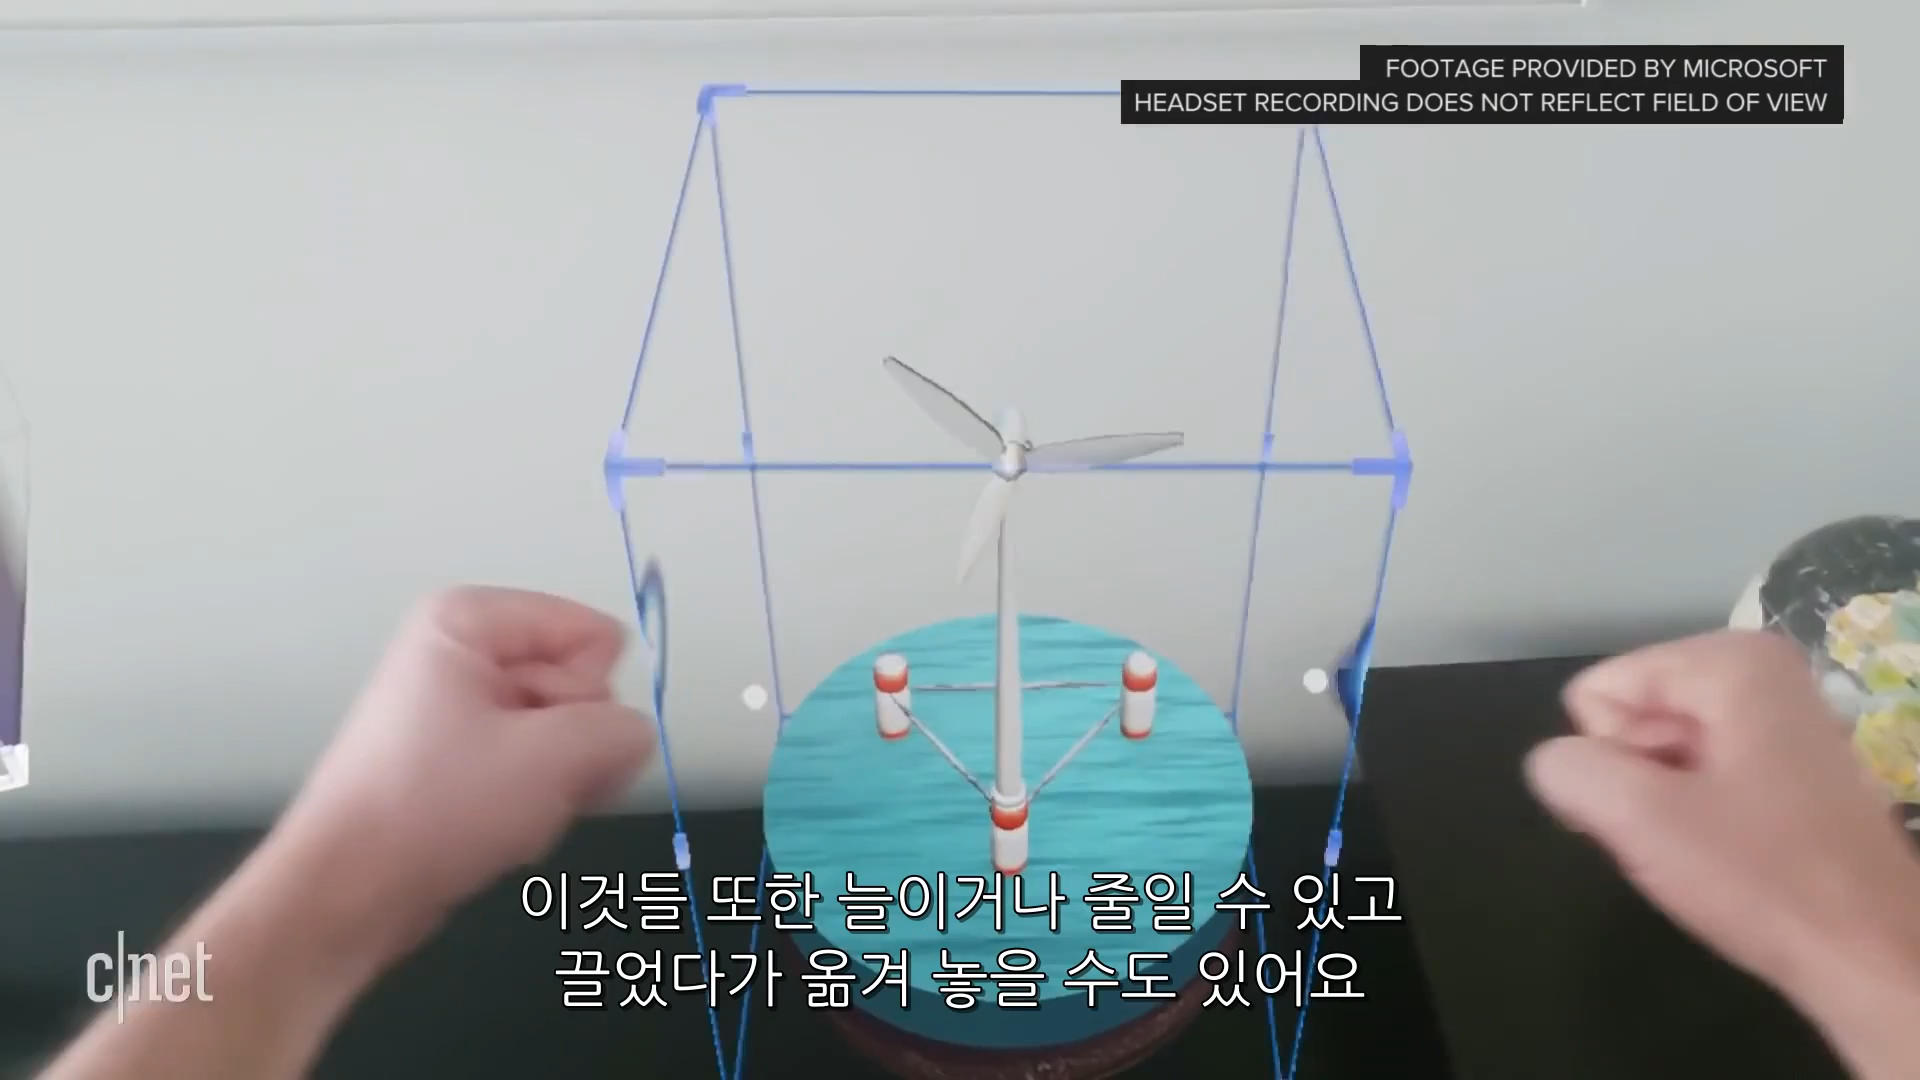 FOOTAGE PROVIDED BY MICROSOFT
HEADSET RECORDING DOES NOT REFLECT FIELD OF VIEW
이것들 또한 늘이거나 줄일 수 있고
끌었다가 옮겨 놓을 수도 있어요
c|net